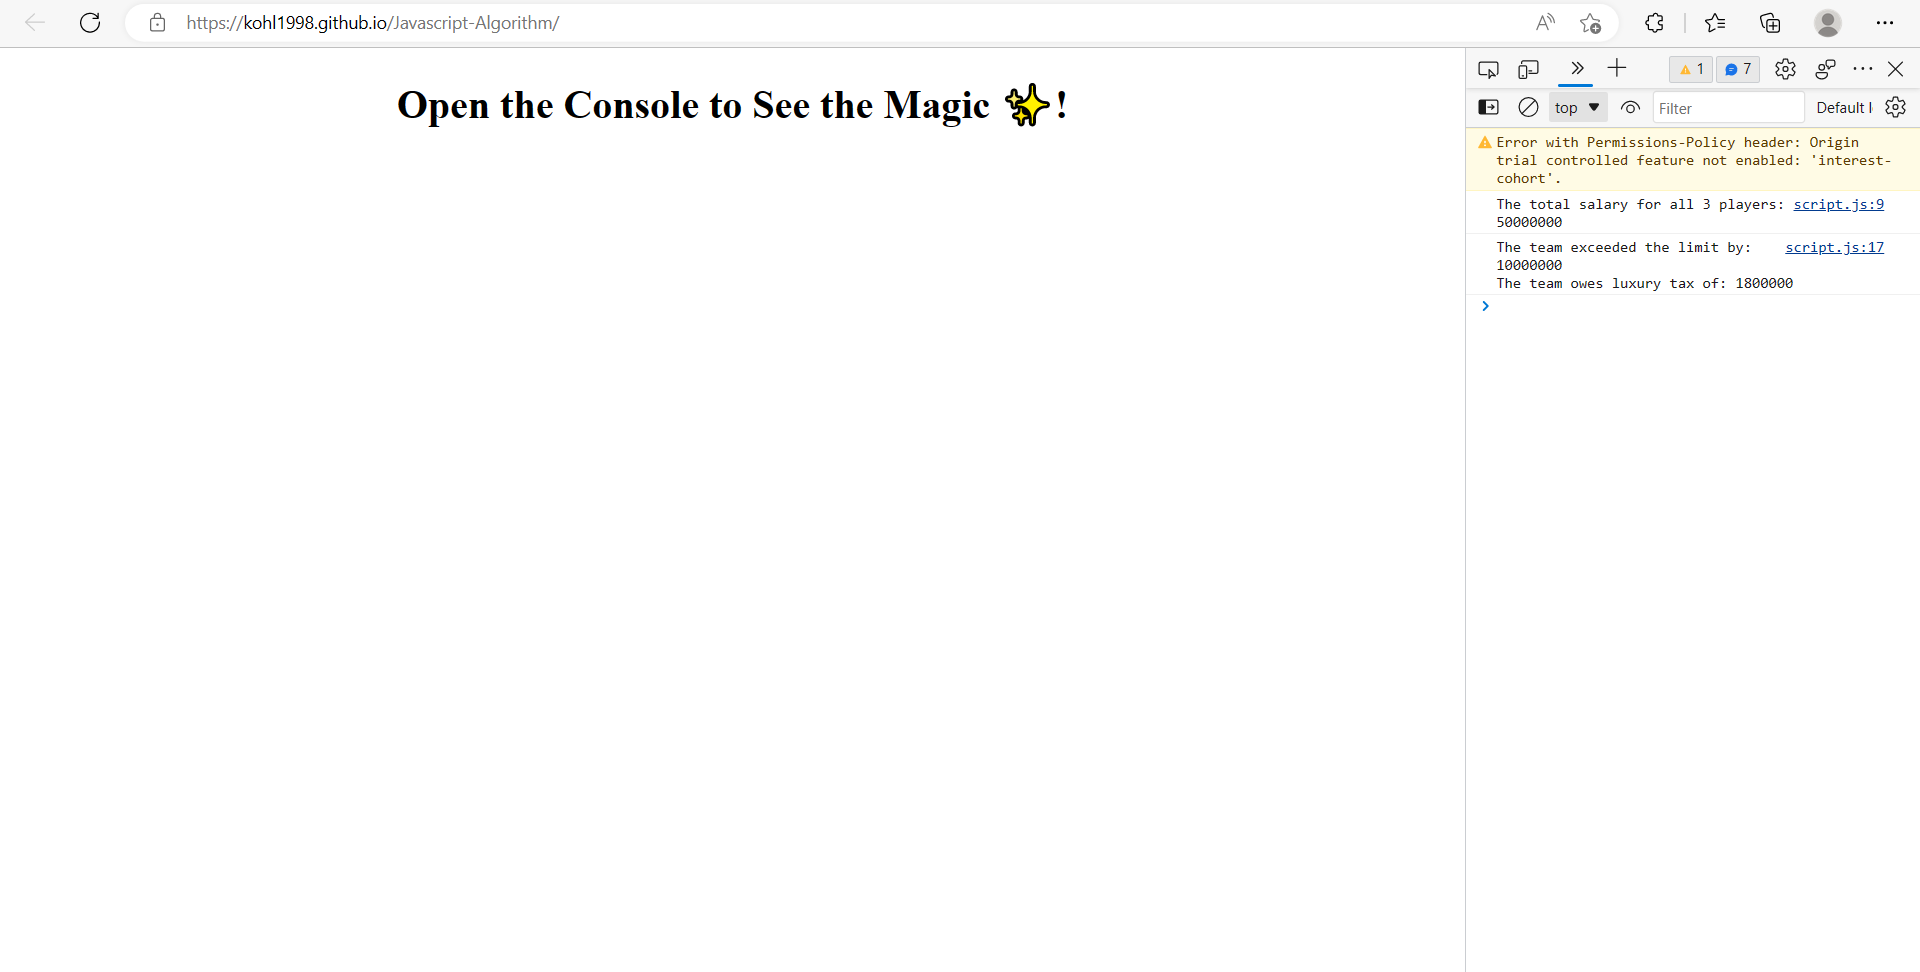 https://kohl1998.github.io/Javascript-Algorithm/
Open the Console to See the Magic ✨!
1
7
top
Filter
Default l
Error with Permissions-Policy header: Origin
trial controlled feature not enabled: 'interest-
cohort'.
The total salary for all 3 players: script.js:9
50000000
The team exceeded the limit by: script.js:17
10000000
The team owes luxury tax of: 1800000